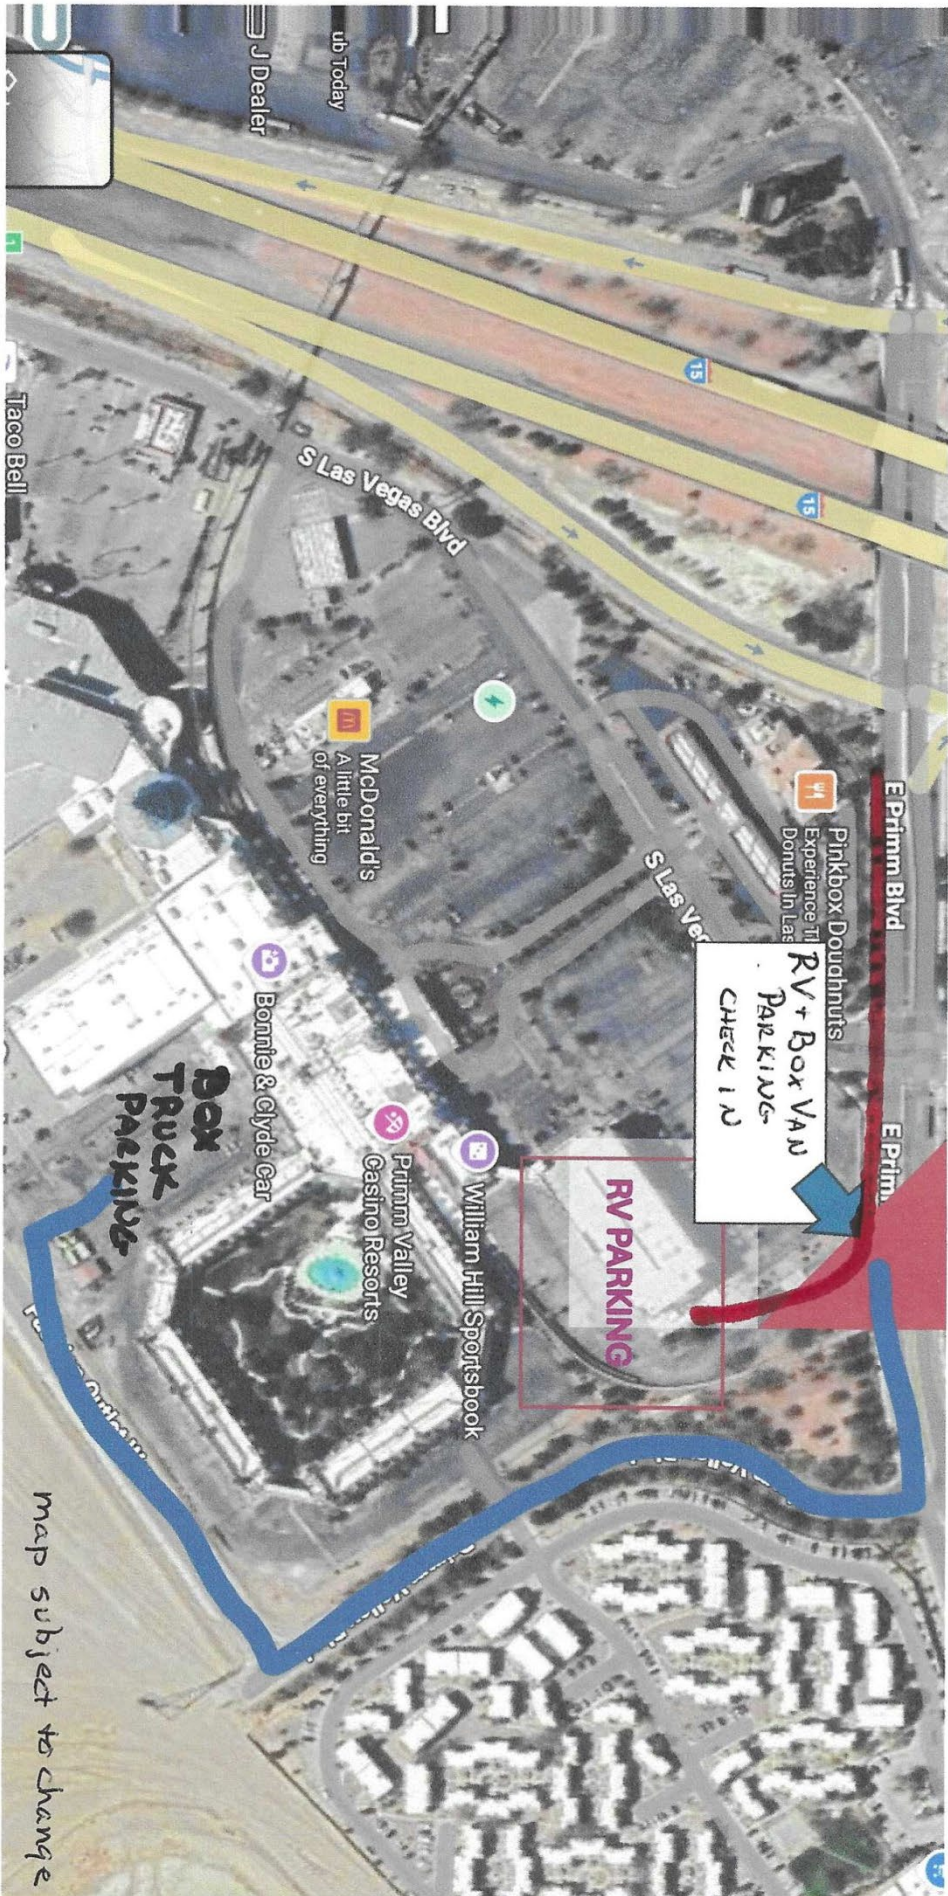 E Primm Blvd
E Prim
Pinkbox Doughnuts
Experience Th
Donuts In Las
RV + BOX VAN
PARKING
CHECK IN
15
15
S Las Vegas Blvd
S Las Ve
RV PARKING
McDonald's
A little bit
of everything
William Hill Sportsbook
Primm Valley
Casino Resorts
Bonnie & Clyde Car
BOX
TRUCK
PARKING
ub Today
J Dealer
Taco Bell
1
map subject to change